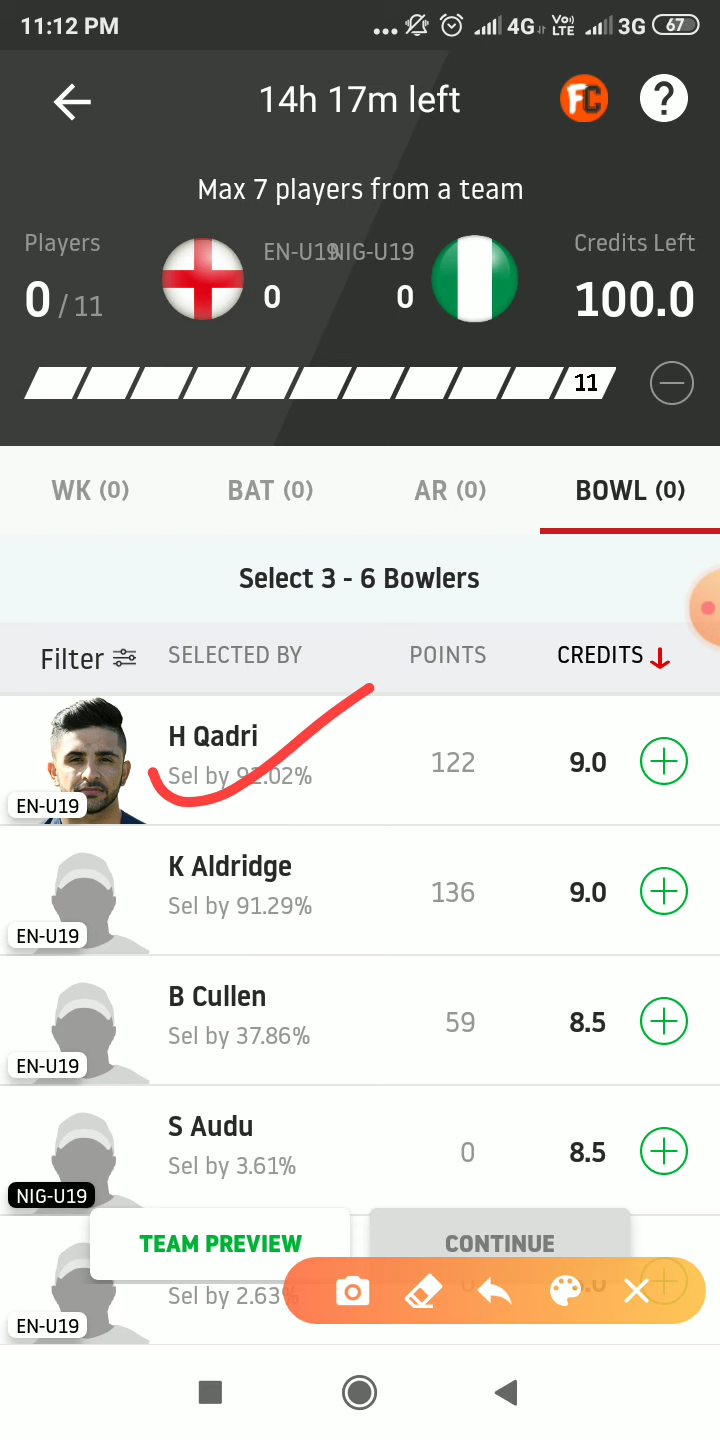 11:12 PM 4G Vo) LTE 3G 67
14h 17m left FC ?
Max 7 players from a team
Players EN-U19 NIG-U19 Credits Left
0 / 11 0 0 100.0
11
WK (0) BAT (0) AR (0) BOWL (0)
Select 3 - 6 Bowlers
Filter SELECTED BY POINTS CREDITS
H Qadri
Sel by 92.02% 122 9.0
EN-U19
K Aldridge
Sel by 91.29% 136 9.0
EN-U19
B Cullen
Sel by 37.86% 59 8.5
EN-U19
S Audu
Sel by 3.61% 0 8.5
NIG-U19
TEAM PREVIEW CONTINUE
Sel by 2.63%
EN-U19